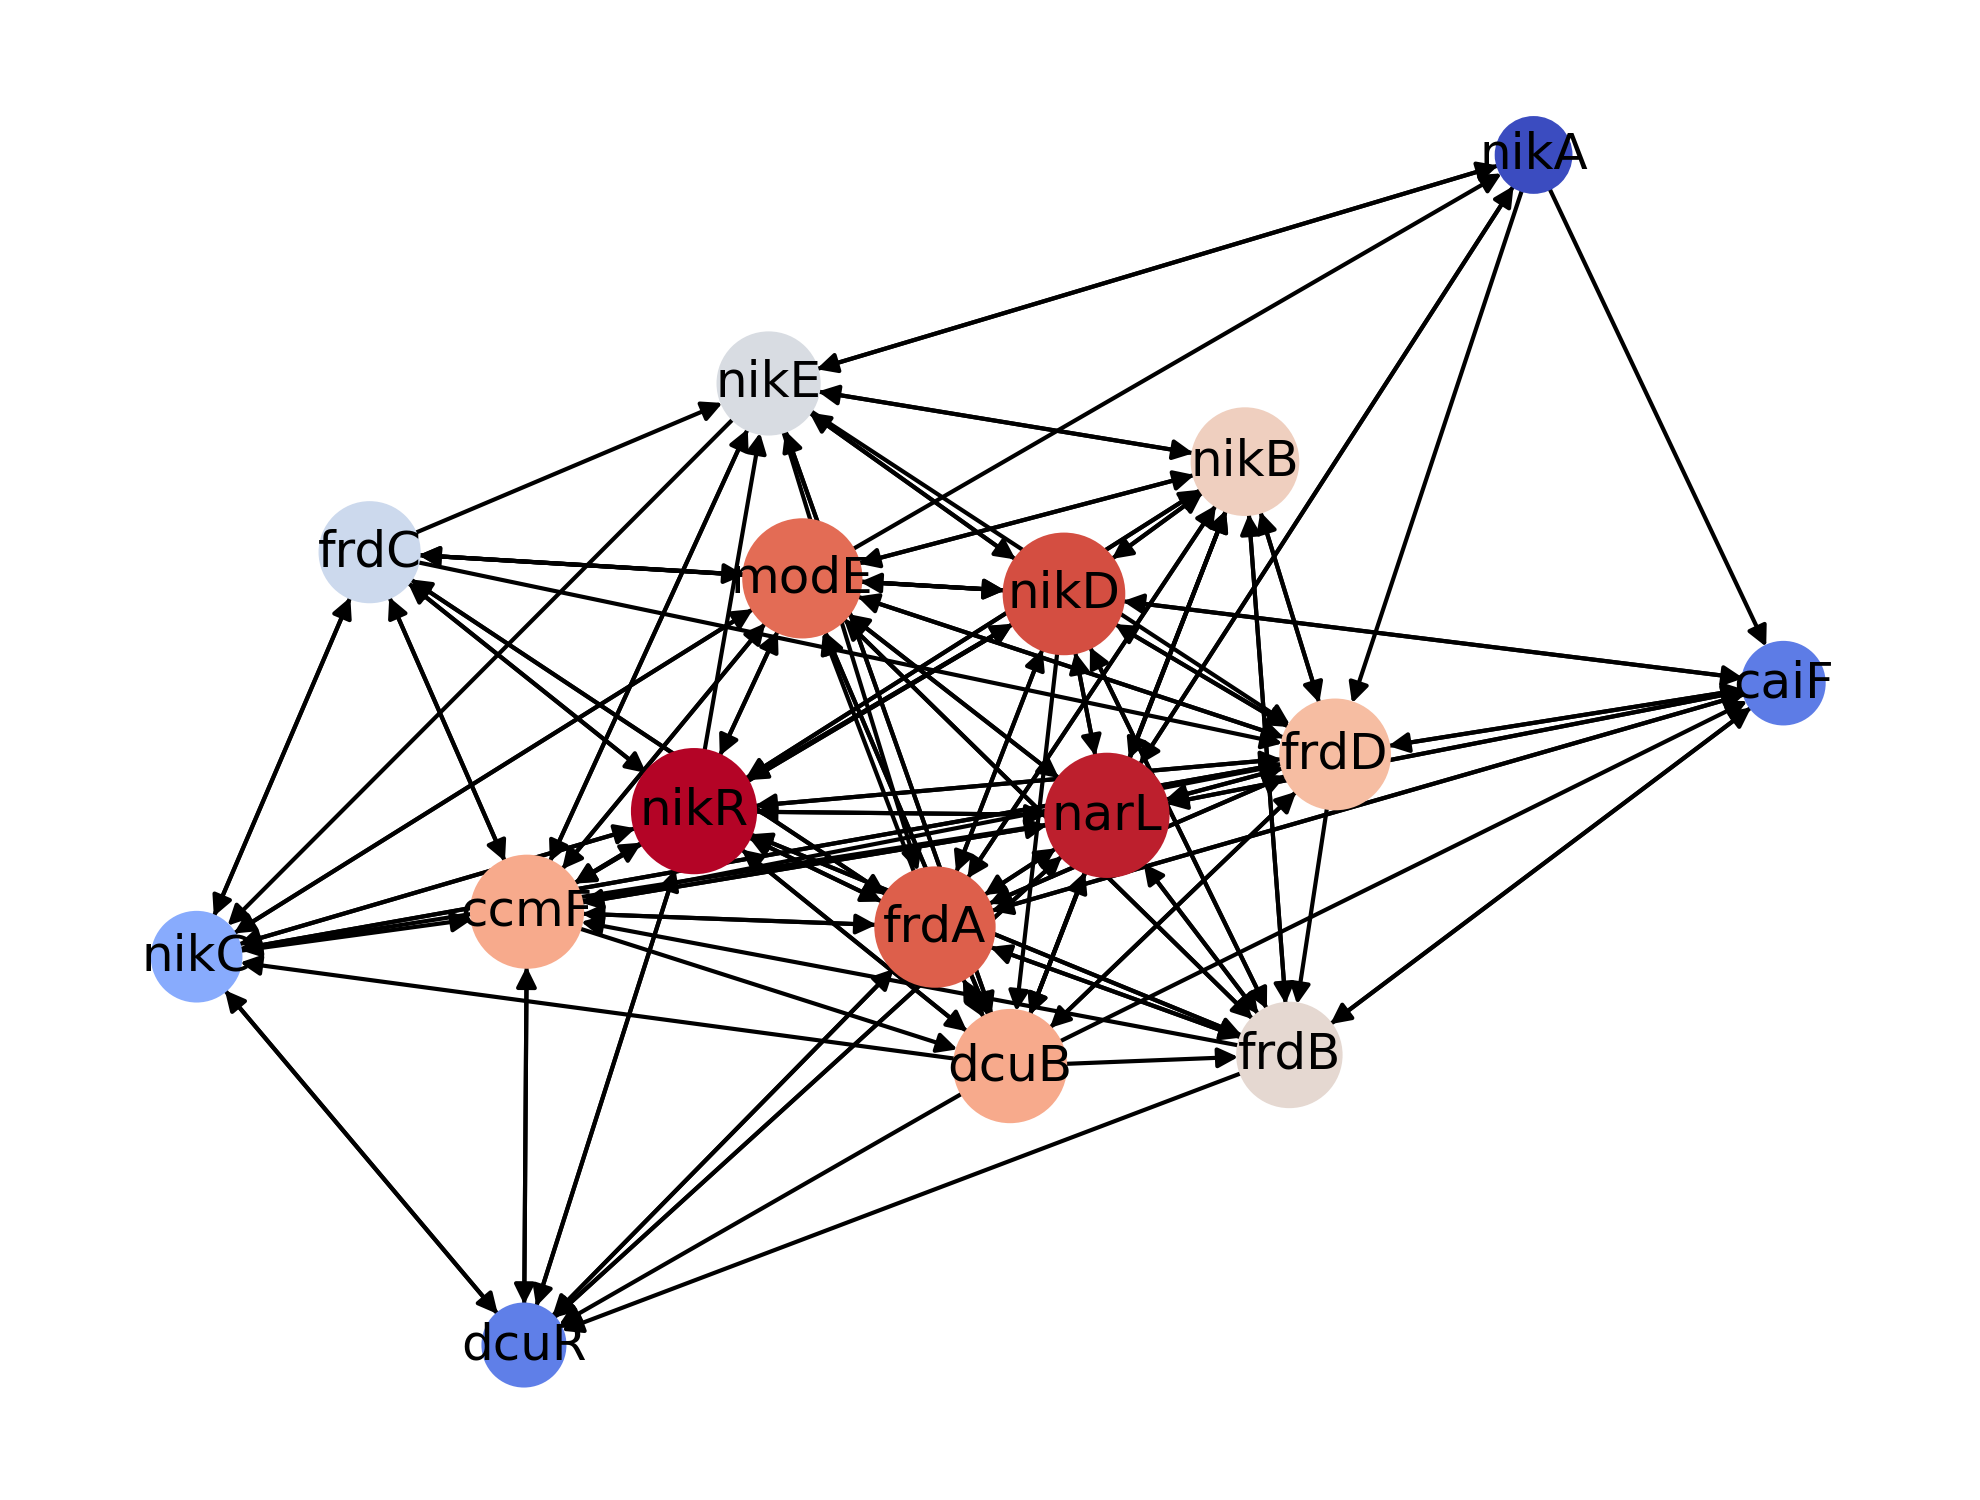 nikA
nikE
nikB
frdC
modE
nikD
caiF
frdD
nikR
narL
ccmF
frdA
nikC
dcuB
frdB
dcuR